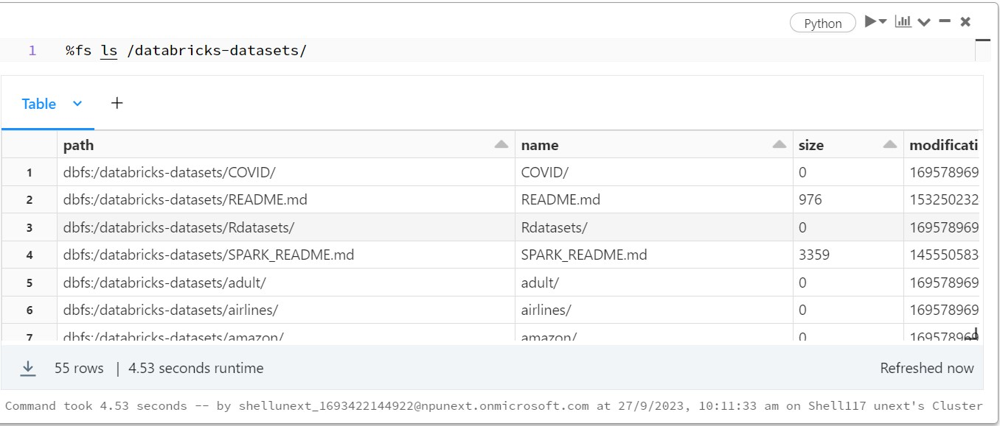 Python
1 %fs ls /databricks-datasets/
Table
path name size modificati
1 dbfs:/databricks-datasets/COVID/ COVID/ 0 169578969
2 dbfs:/databricks-datasets/README.md README.md 976 153250232
3 dbfs:/databricks-datasets/Rdatasets/ Rdatasets/ 0 169578969
4 dbfs:/databricks-datasets/SPARK_README.md SPARK_README.md 3359 145550583
5 dbfs:/databricks-datasets/adult/ adult/ 0 169578969
6 dbfs:/databricks-datasets/airlines/ airlines/ 0 169578969
7 dbfs:/databricks-datasets/amazon/ amazon/ 0 169578969
55 rows | 4.53 seconds runtime Refreshed now
Command took 4.53 seconds -- by shellunext_1693422144922@npunext.onmicrosoft.com at 27/9/2023, 10:11:33 am on Shell117 unext's Cluster